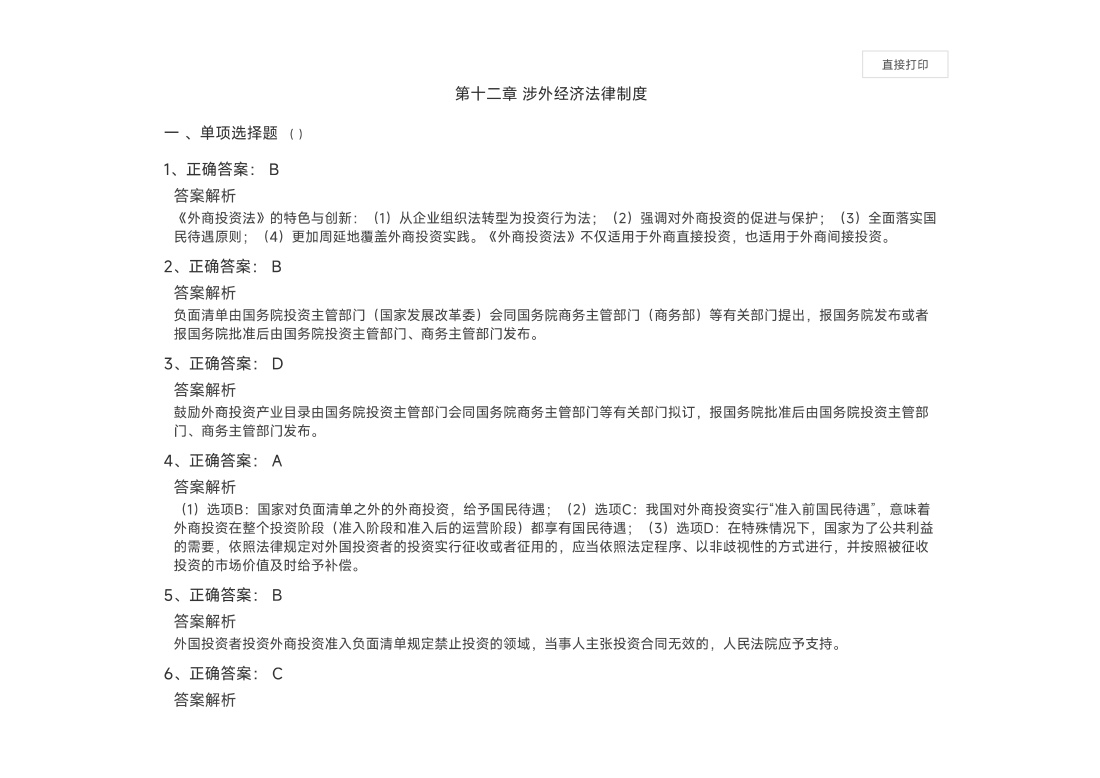 直接打印
第十二章 涉外经济法律制度
一 、单项选择题 （ ）
1、正确答案： B
答案解析
《外商投资法》的特色与创新：（1）从企业组织法转型为投资行为法；（2）强调对外商投资的促进与保护；（3）全面落实国
民待遇原则；（4）更加周延地覆盖外商投资实践。《外商投资法》不仅适用于外商直接投资，也适用于外商间接投资。
2、正确答案： B
答案解析
负面清单由国务院投资主管部门（国家发展改革委）会同国务院商务主管部门（商务部）等有关部门提出，报国务院发布或者
报国务院批准后由国务院投资主管部门、商务主管部门发布。
3、正确答案： D
答案解析
鼓励外商投资产业目录由国务院投资主管部门会同国务院商务主管部门等有关部门拟订，报国务院批准后由国务院投资主管部
门、商务主管部门发布。
4、正确答案： A
答案解析
（1）选项B：国家对负面清单之外的外商投资，给予国民待遇；（2）选项C：我国对外商投资实行“准入前国民待遇”，意味着
外商投资在整个投资阶段（准入阶段和准入后的运营阶段）都享有国民待遇；（3）选项D：在特殊情况下，国家为了公共利益
的需要，依照法律规定对外国投资者的投资实行征收或者征用的，应当依照法定程序、以非歧视性的方式进行，并按照被征收
投资的市场价值及时给予补偿。
5、正确答案： B
答案解析
外国投资者投资外商投资准入负面清单规定禁止投资的领域，当事人主张投资合同无效的，人民法院应予支持。
6、正确答案： C
答案解析